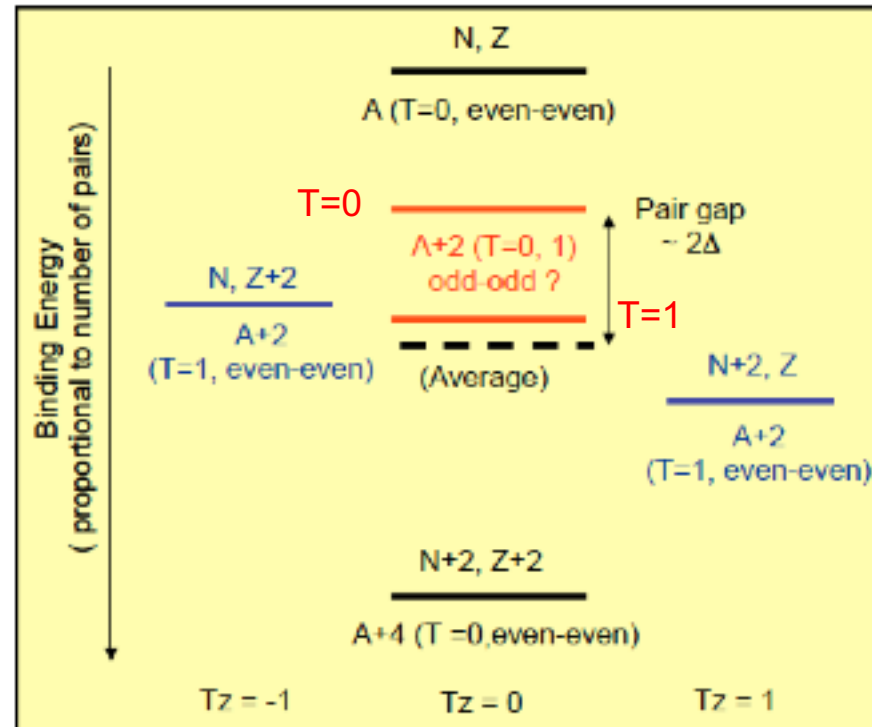 N, Z
A (T=0, even-even)
Binding Energy
( proportional to number of pairs)
T=0
Pair gap
~ 2Δ
Λ+2 (T=0, 1)
odd-odd ?
N, Z+2
A+2
(T=1, even-even)
T=1
(Average)
N+2, Z
A+2
(T=1, even-even)
N+2, Z+2
A+4 (T =0,even-even)
Tz = -1
Tz = 0
Tz = 1